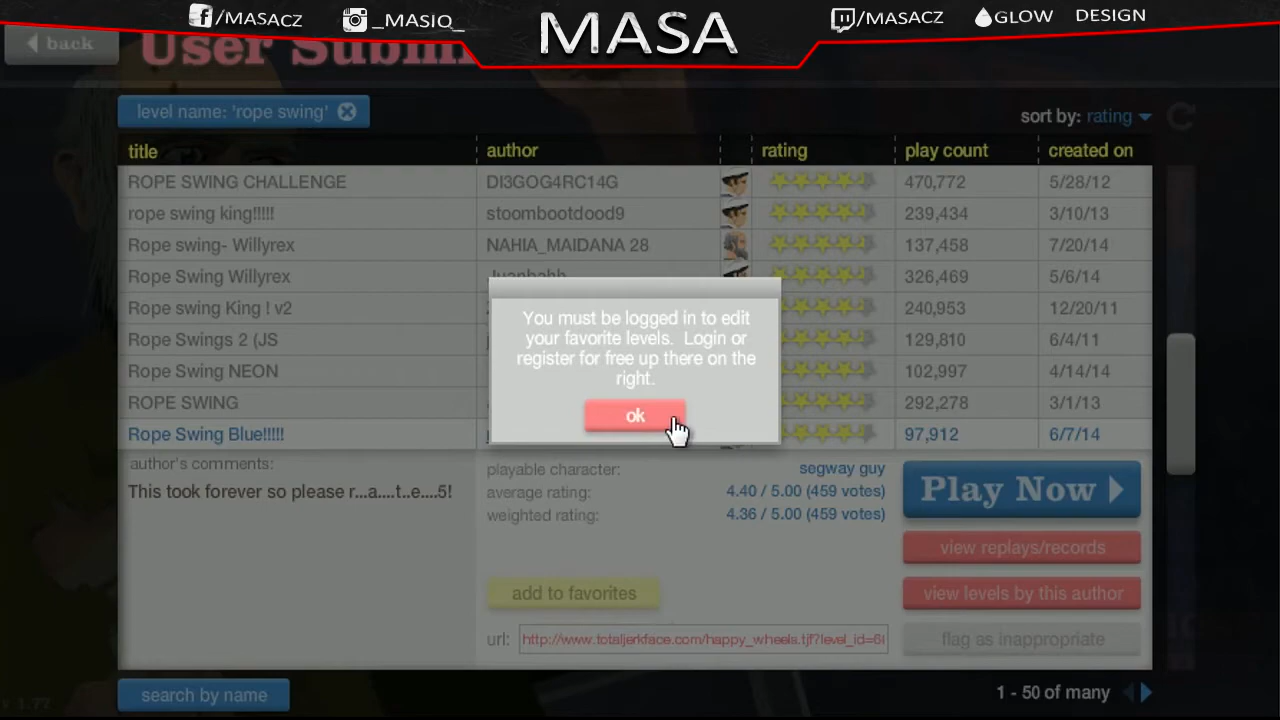 /MASACZ
_MASIO_
MASA
/MASACZ
GLOW DESIGN
back
level name: 'rope swing'
sort by: rating
title author rating play count created on
ROPE SWING CHALLENGE DI3GOG4RC14G 470,772 5/28/12
rope swing king!!!!! stoombootdood9 239,434 3/10/13
Rope swing- Willyrex NAHIA_MAIDANA 28 137,458 7/20/14
Rope Swing Willyrex 326,469 5/6/14
Rope swing King ! v2 240,953 12/20/11
Rope Swings 2 (JS 129,810 6/4/11
Rope Swing NEON 102,997 4/14/14
ROPE SWING 292,278 3/1/13
Rope Swing Blue!!!!! 97,912 6/7/14
You must be logged in to edit
your favorite levels. Login or
register for free up there on the
right.
ok
author's comments:
This took forever so please r...a....t..e....5!
playable character: segway guy
average rating: 4.40 / 5.00 (459 votes)
weighted rating: 4.36 / 5.00 (459 votes)
Play Now
view replays/records
add to favorites
view levels by this author
url: http://www.totaljerkface.com/happy_wheels.tjf?level_id=6
flag as inappropriate
search by name
1 - 50 of many
v 1.77